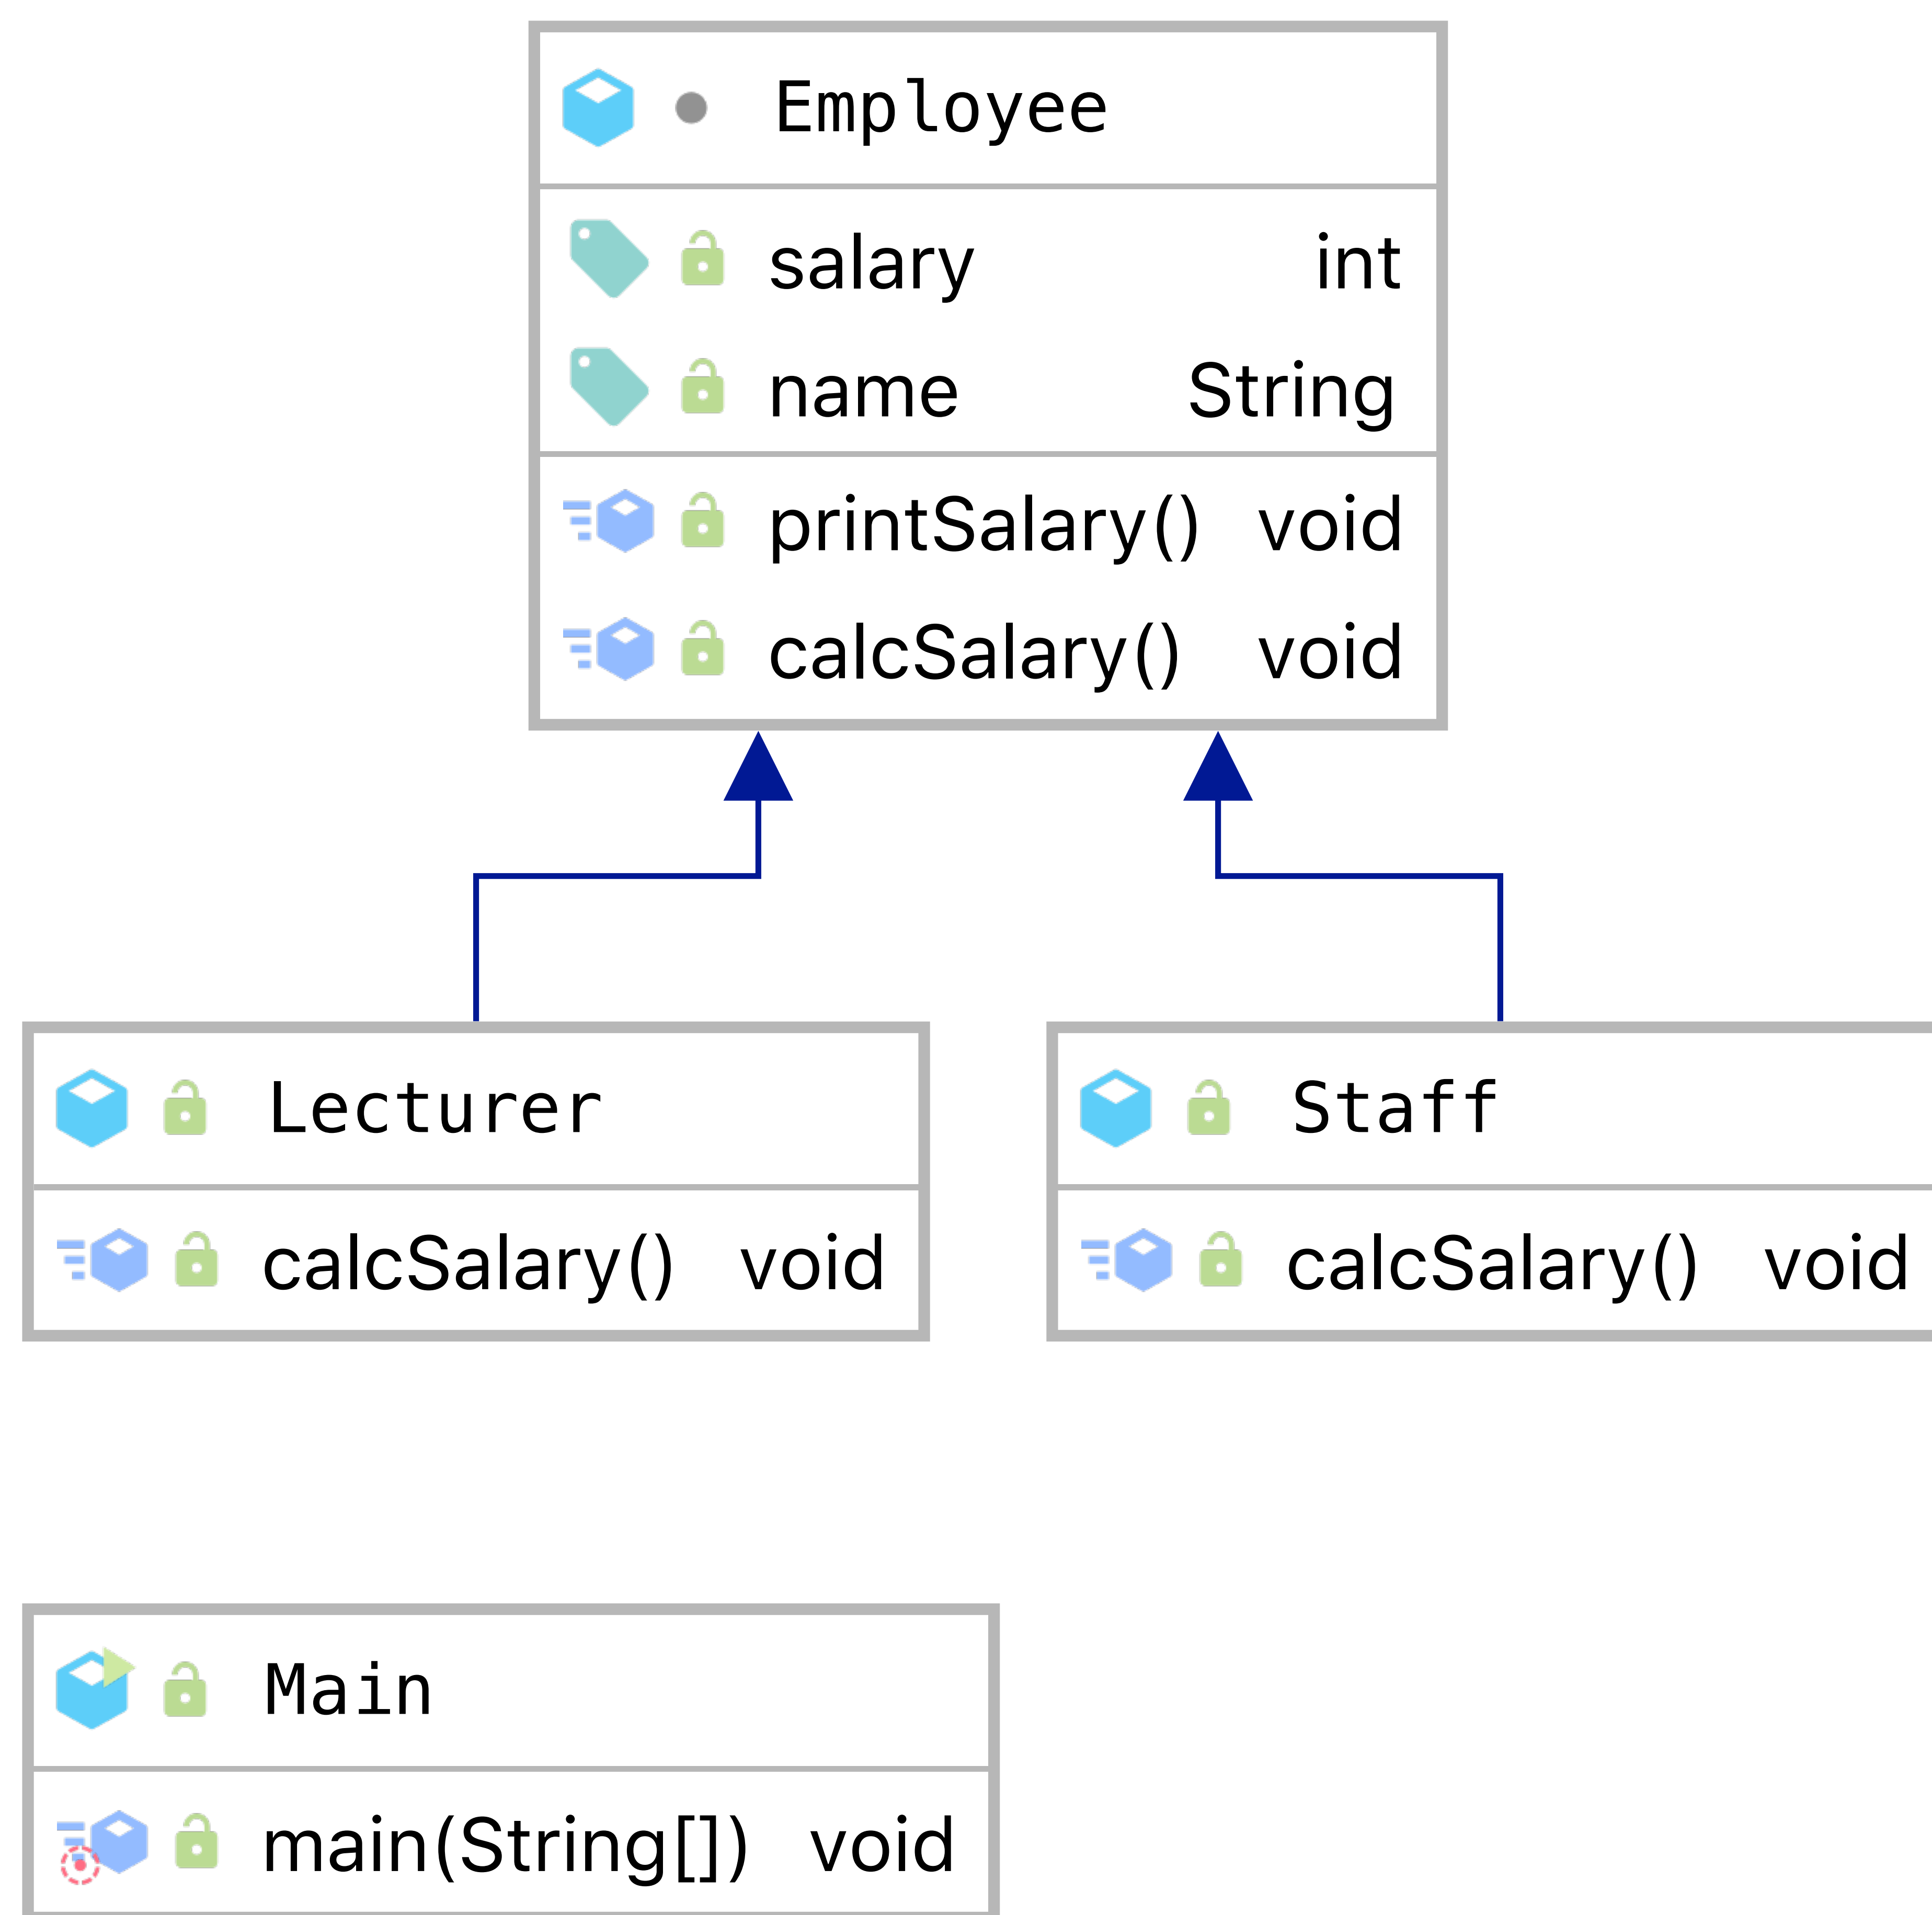 Employee
salary int
name String
printSalary() void
calcSalary() void
Lecturer
calcSalary() void
Staff
calcSalary() void
Main
main(String[]) void